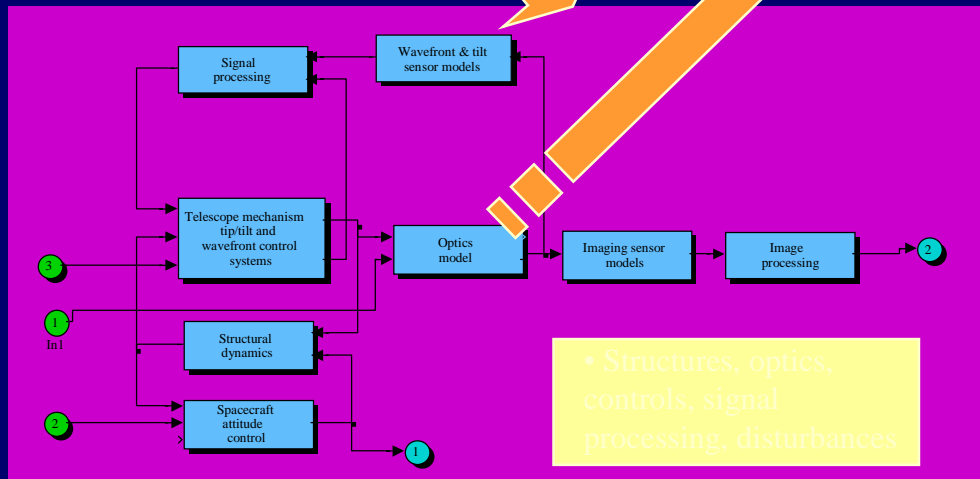 Signal
processing
Wavefront & tilt
sensor models
Telescope mechanism
tip/tilt and
wavefront control
systems
Optics
model
Imaging sensor
models
Image
processing
2
3
1
In1
Structural
dynamics
2
Spacecraft
attitude
control
1
• Structures, optics,
controls, signal
processing, disturbances